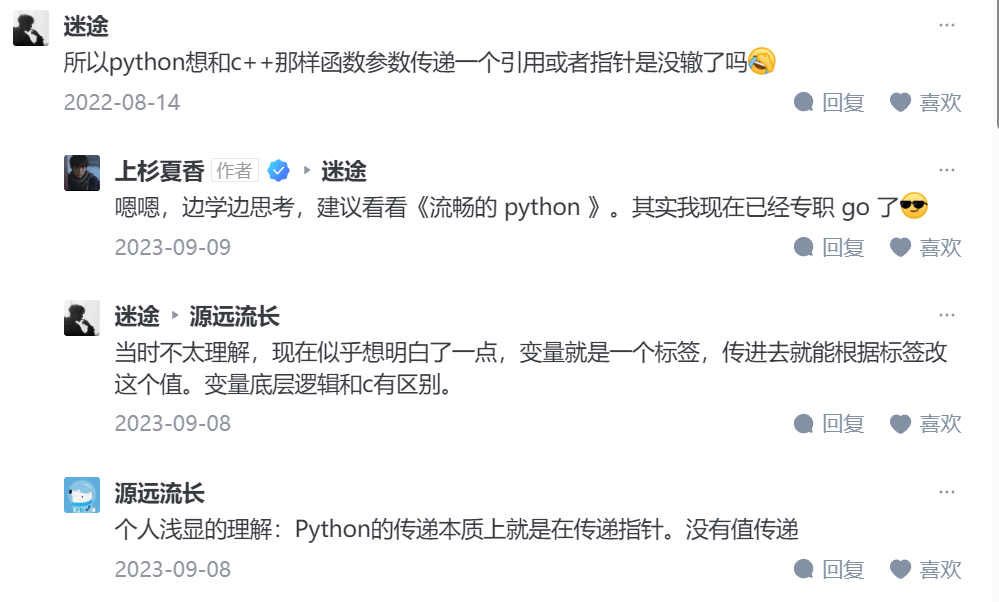 迷途
所以python想和c++那样函数参数传递一个引用或者指针是没辙了吗🤣
2022-08-14 回复 喜欢
上杉夏香 作者 迷途
嗯嗯，边学边思考，建议看看《流畅的 python 》。其实我现在已经专职 go 了😎
2023-09-09 回复 喜欢
迷途 源远流长
当时不太理解，现在似乎想明白了一点，变量就是一个标签，传进去就能根据标签改
这个值。变量底层逻辑和c有区别。
2023-09-08 回复 喜欢
源远流长
个人浅显的理解：Python的传递本质上就是在传递指针。没有值传递
2023-09-08 回复 喜欢